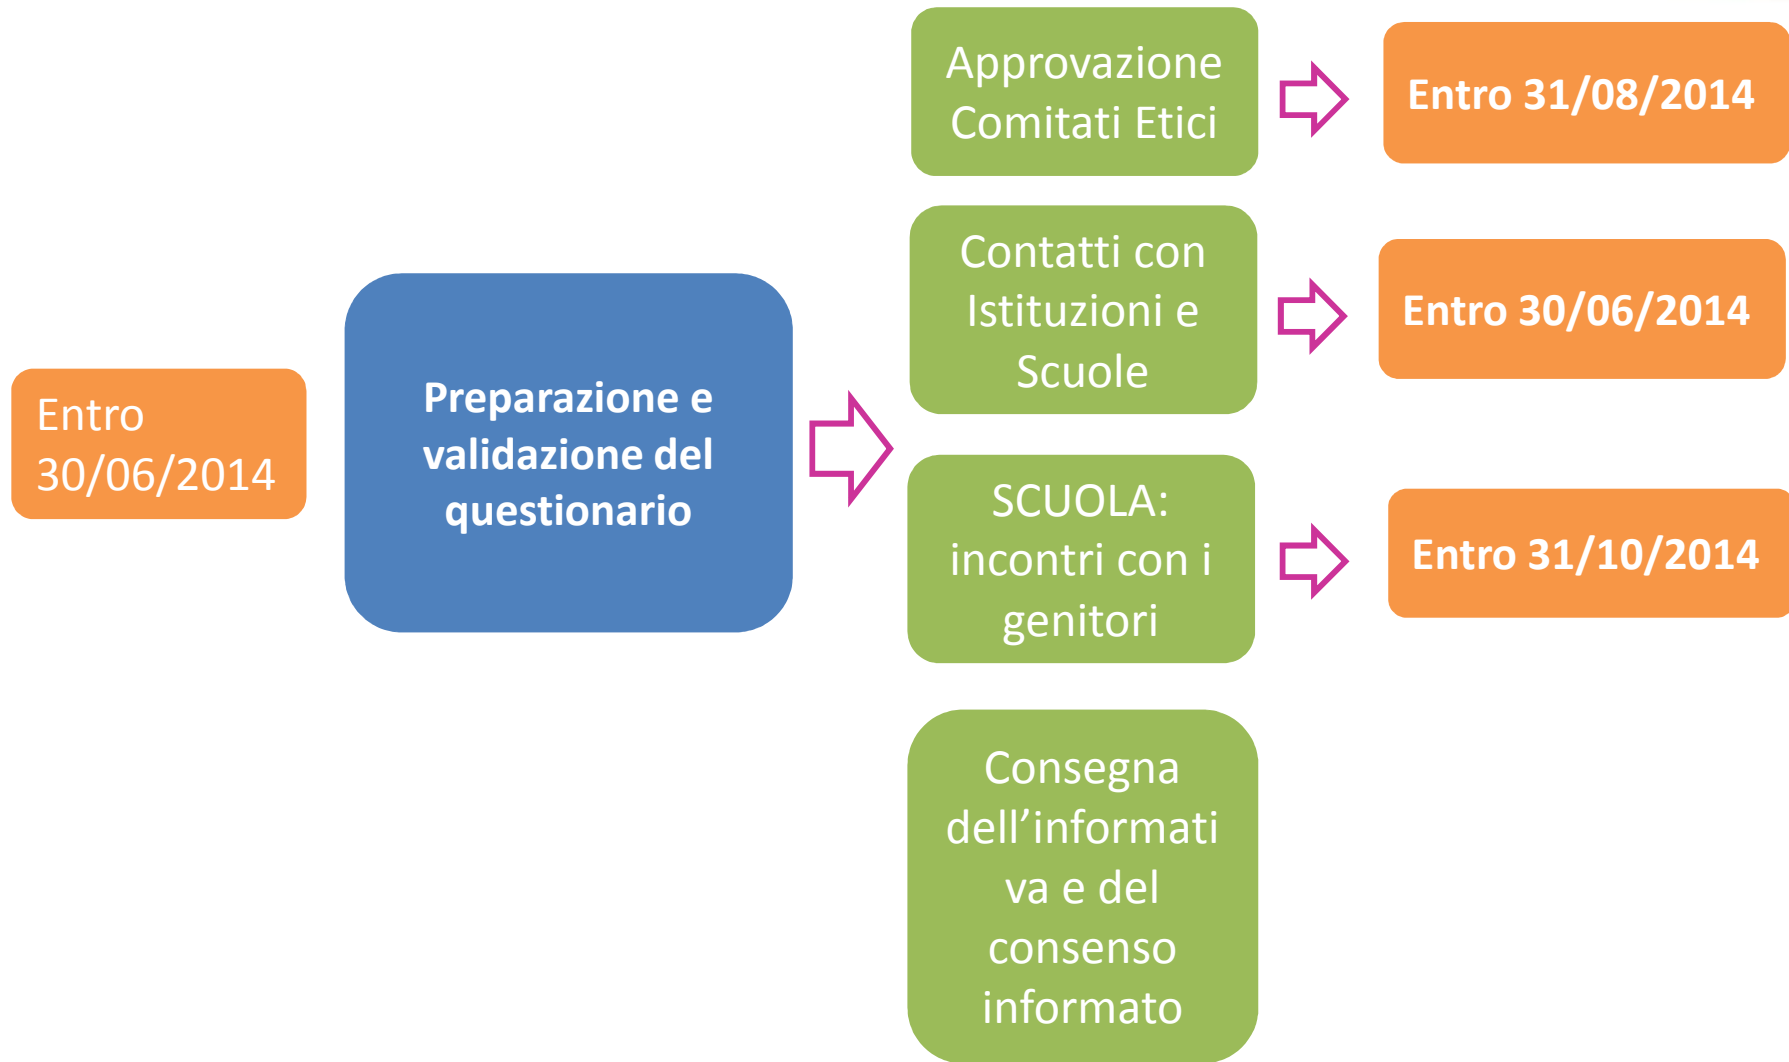 Entro
30/06/2014
Preparazione e
validazione del
questionario
Approvazione
Comitati Etici
Entro 31/08/2014
Contatti con
Istituzioni e
Scuole
Entro 30/06/2014
SCUOLA:
incontri con i
genitori
Entro 31/10/2014
Consegna
dell’informati
va e del
consenso
informato